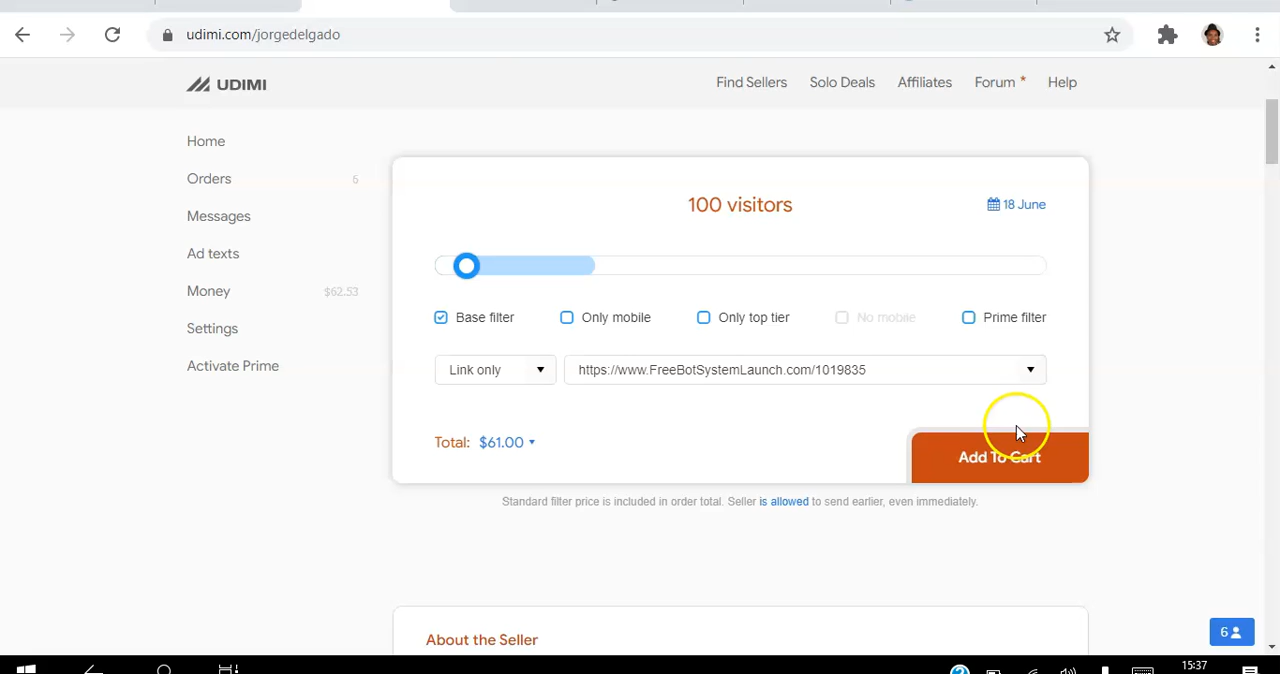 udimi.com/jorgedelgado
UDIMI
Find Sellers Solo Deals Affiliates Forum * Help
Home
Orders 6
Messages
Ad texts
Money $62.53
Settings
Activate Prime
100 visitors
18 June
Base filter Only mobile Only top tier No mobile Prime filter
Link only https://www.FreeBotSystemLaunch.com/1019835
Total: $61.00
Add To Cart
Standard filter price is included in order total. Seller is allowed to send earlier, even immediately.
About the Seller
6
15:37